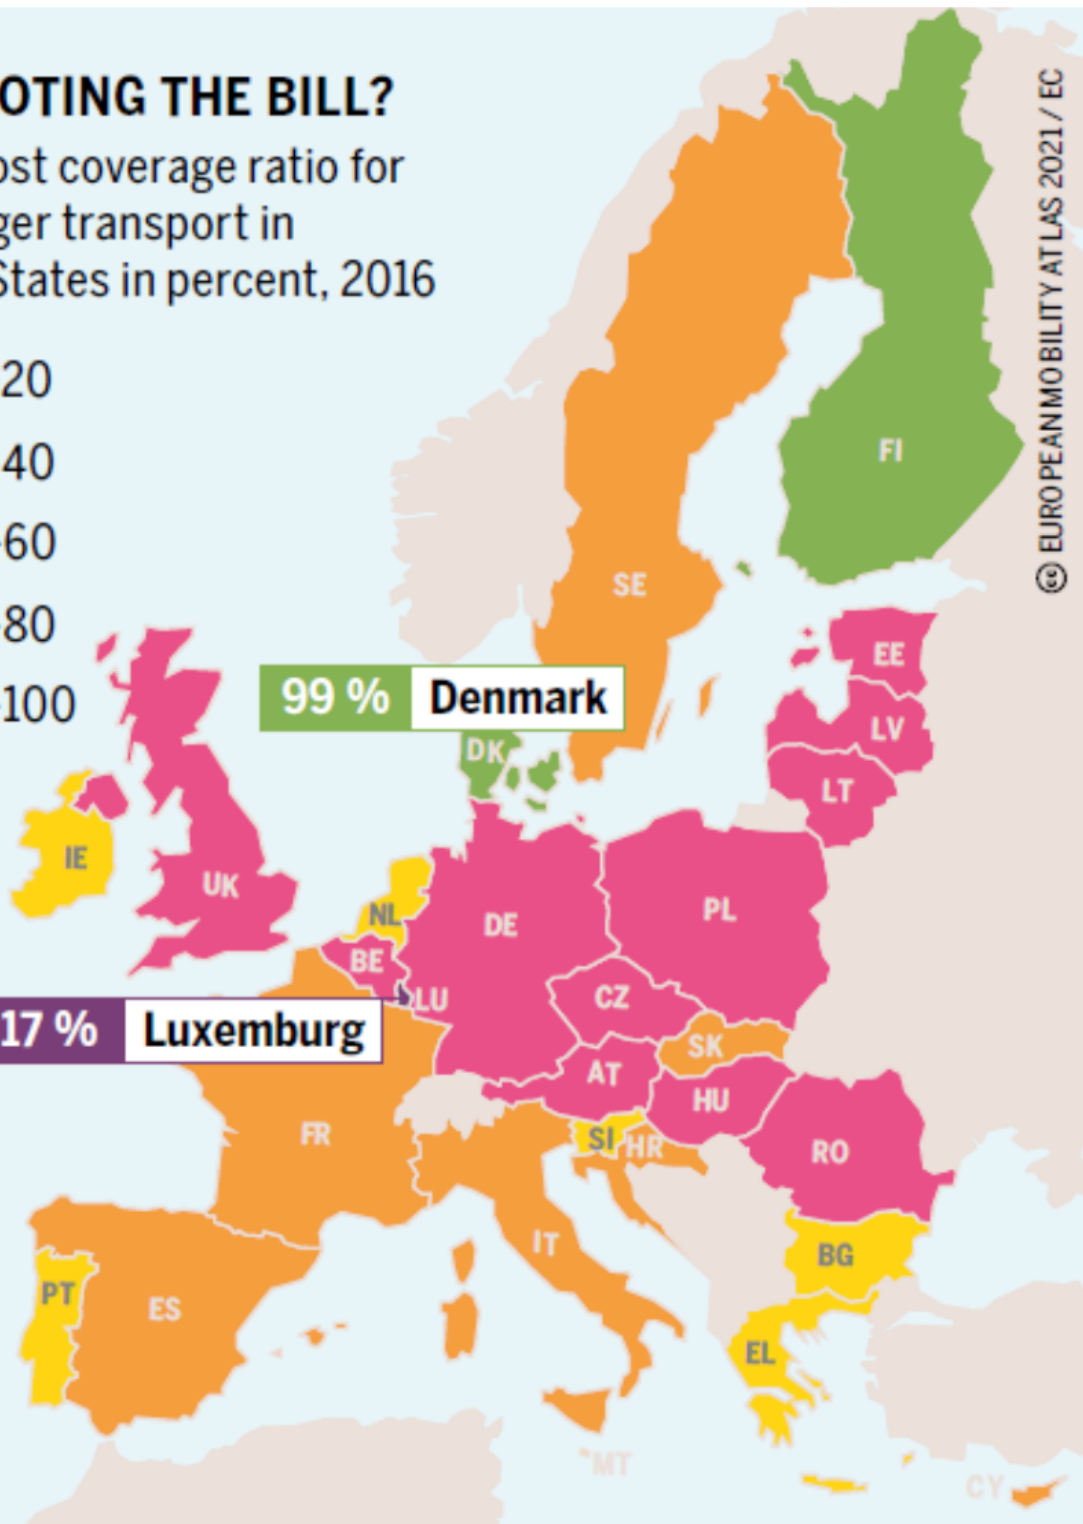 OTING THE BILL?
ost coverage ratio for
ger transport in
States in percent, 2016
20
-40
-60
-80
-100
© EUROPEAN MOBILITY ATLAS 2021 / EC
FI
SE
99 % Denmark
DK
EE
LV
LT
IE
UK
NL
BE
DE
PL
LU
CZ
17 % Luxemburg
SK
AT
HU
FR
SI
HR
RO
IT
BG
PT
ES
EL
MT
CY